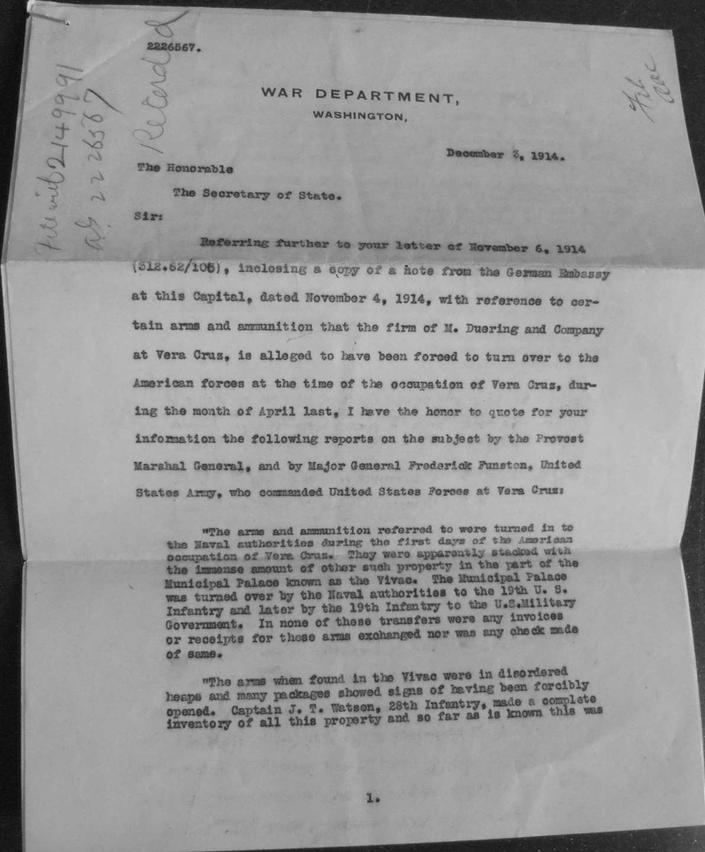 2226567.
File with 2149991
AB 2226567
Recorded
WAR DEPARTMENT,
WASHINGTON,
December 3, 1914.
The Honorable
The Secretary of State.
Sir:
Referring further to your letter of November 6, 1914
(312.62/105), inclosing a copy of a note from the German Embassy
at this Capital, dated November 4, 1914, with reference to cer-
tain arms and ammunition that the firm of M. Duering and Company
at Vera Cruz, is alleged to have been forced to turn over to the
American forces at the time of the occupation of Vera Cruz, dur-
ing the month of April last, I have the honor to quote for your
information the following reports on the subject by the Provost
Marshal General, and by Major General Frederick Funston, United
States Army, who commanded United States Forces at Vera Cruz:
"The arms and ammunition referred to were turned in to
the Naval authorities during the first days of the American
occupation of Vera Cruz. They were apparently stacked with
the immense amount of other such property in the part of the
Municipal Palace known as the Vivac. The Municipal Palace
was turned over by the Naval authorities to the 19th U. S.
Infantry and later by the 19th Infantry to the U.S.Military
Government. In none of these transfers were any invoices
or receipts for these arms exchanged nor was any check made
of same.
"The arms when found in the Vivac were in disordered
heaps and many packages showed signs of having been forcibly
opened. Captain J. T. Watson, 28th Infantry, made a complete
inventory of all this property and so far as is known this was
1.